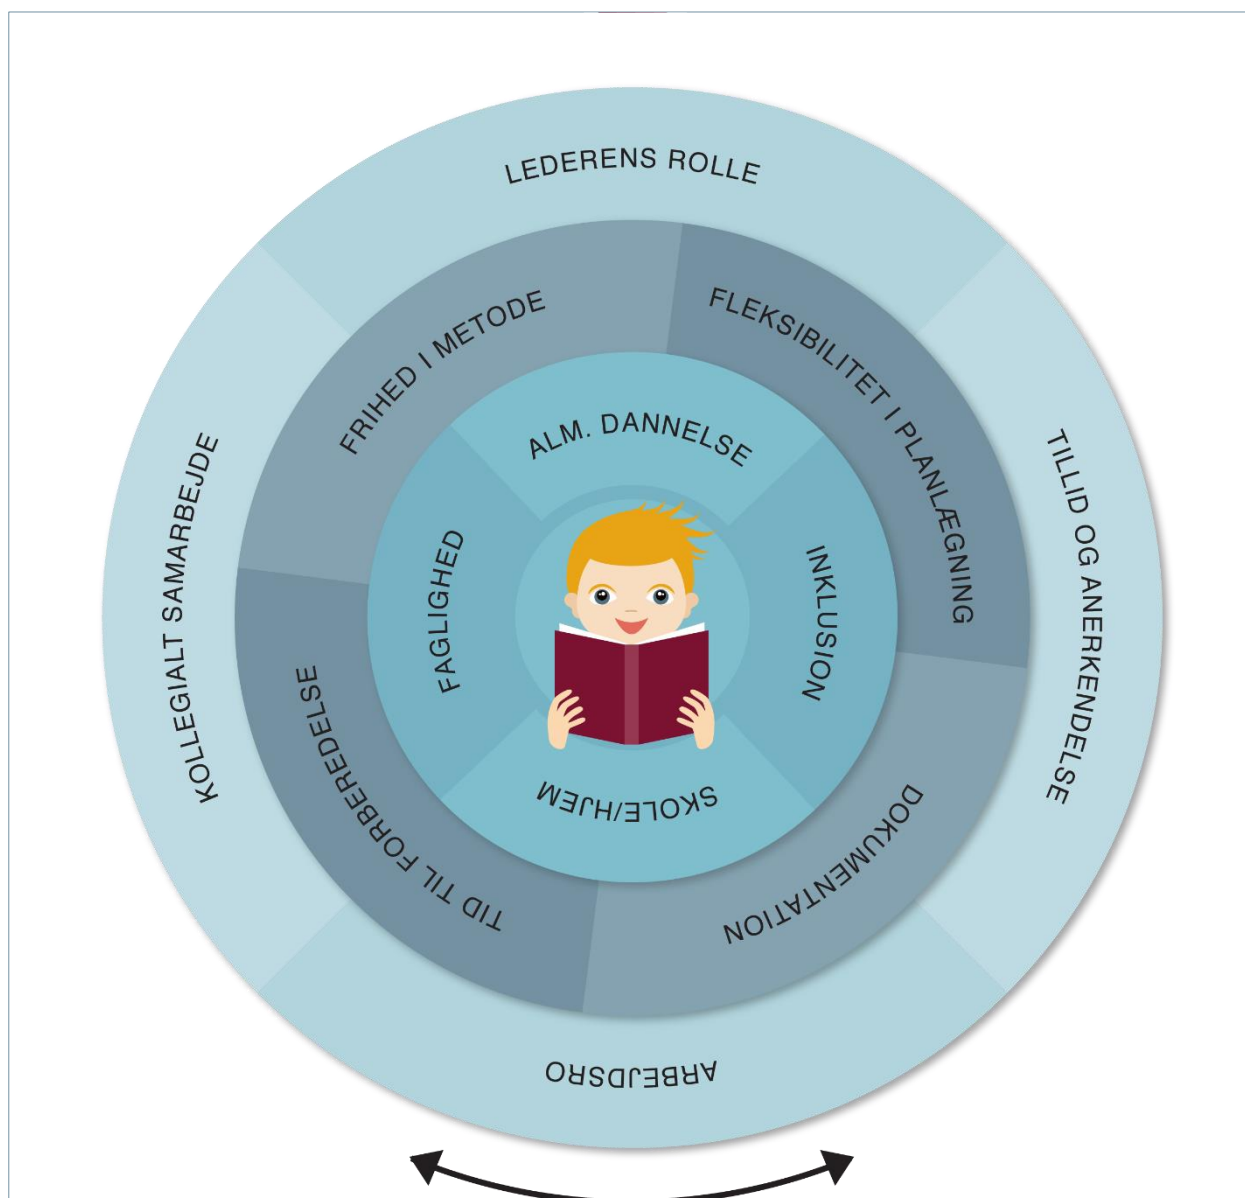 LEDERENS ROLLE
TILLID OG ANERKENDELSE
ARBEJDSRO
KOLLEGIALT SAMARBEJDE
FRIHED I METODE
FLEKSIBILITET I PLANLÆGNING
DOKUMENTATION
TID TIL FORBEREDELSE
ALM. DANNELSE
INKLUSION
SKOLE/HJEM
FAGLIGHED